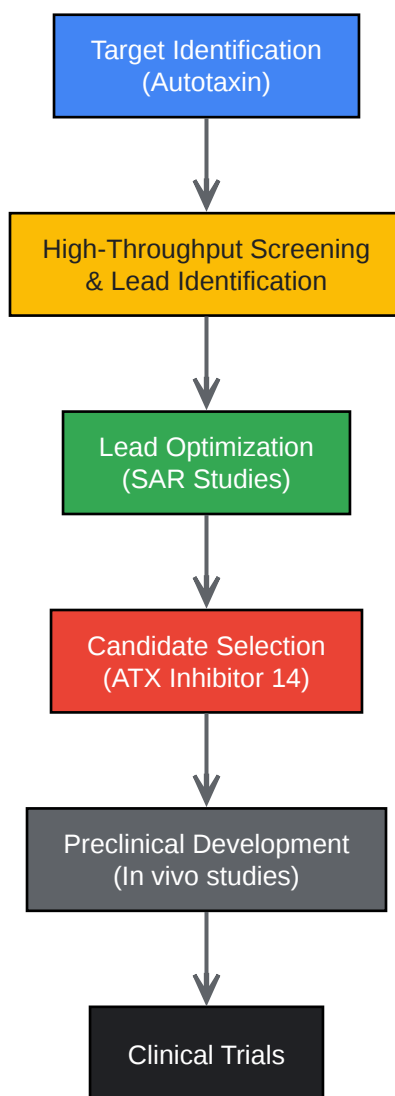 Target Identification
(Autotaxin)
High-Throughput Screening
& Lead Identification
Lead Optimization
(SAR Studies)
Candidate Selection
(ATX Inhibitor 14)
Preclinical Development
(In vivo studies)
Clinical Trials